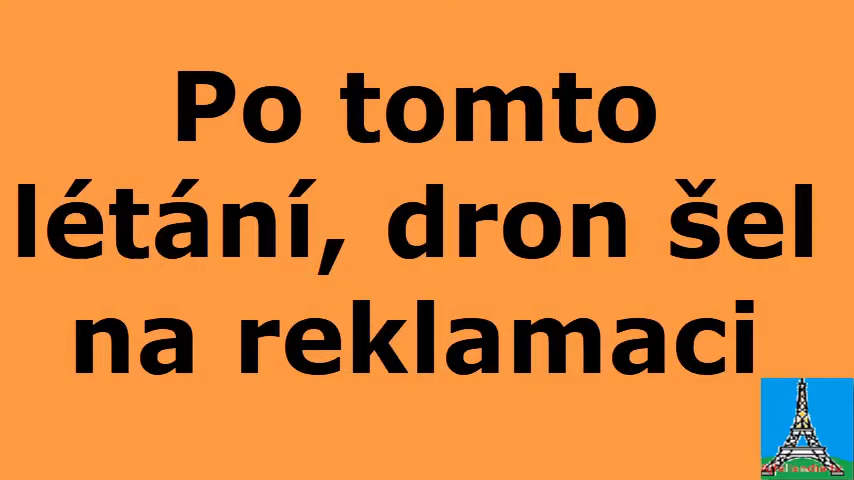 Po tomto
létání, dron šel
na reklamaci